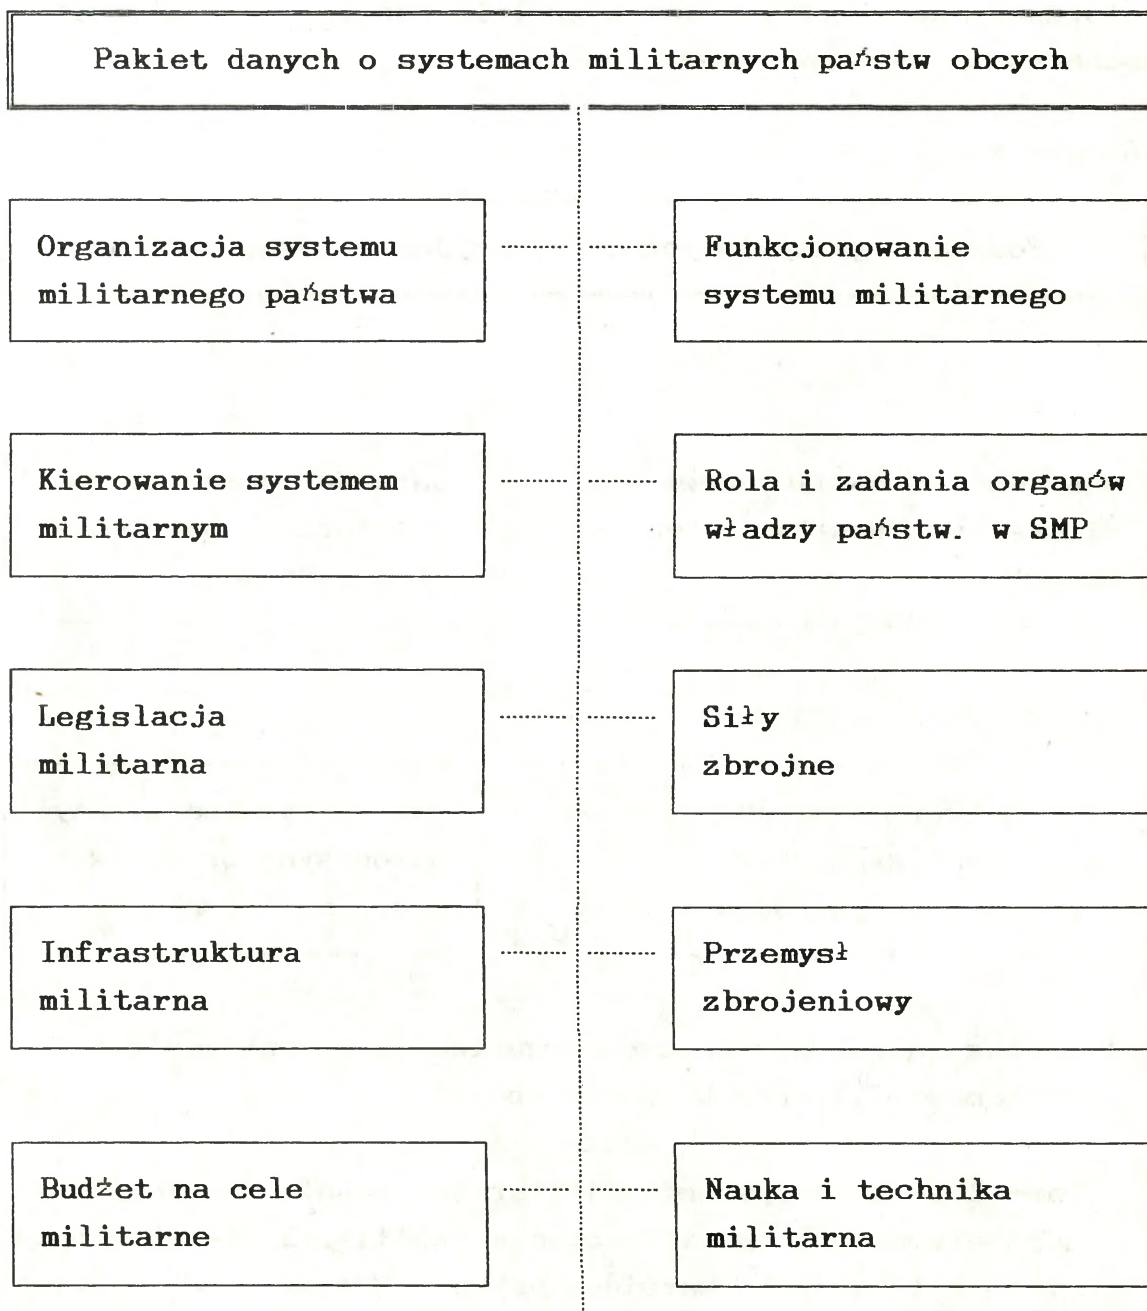 Pakiet danych o systemach militarnych państw obcych
Organizacja systemu
militarnego państwa
Funkcjonowanie
systemu militarnego
Kierowanie systemem
militarnym
Rola i zadania organów
władzy państw. w SMP
Legislacja
militarna
Siły
zbrojne
Infrastruktura
militarna
Przemysł
zbrojeniowy
Budżet na cele
militarne
Nauka i technika
militarna